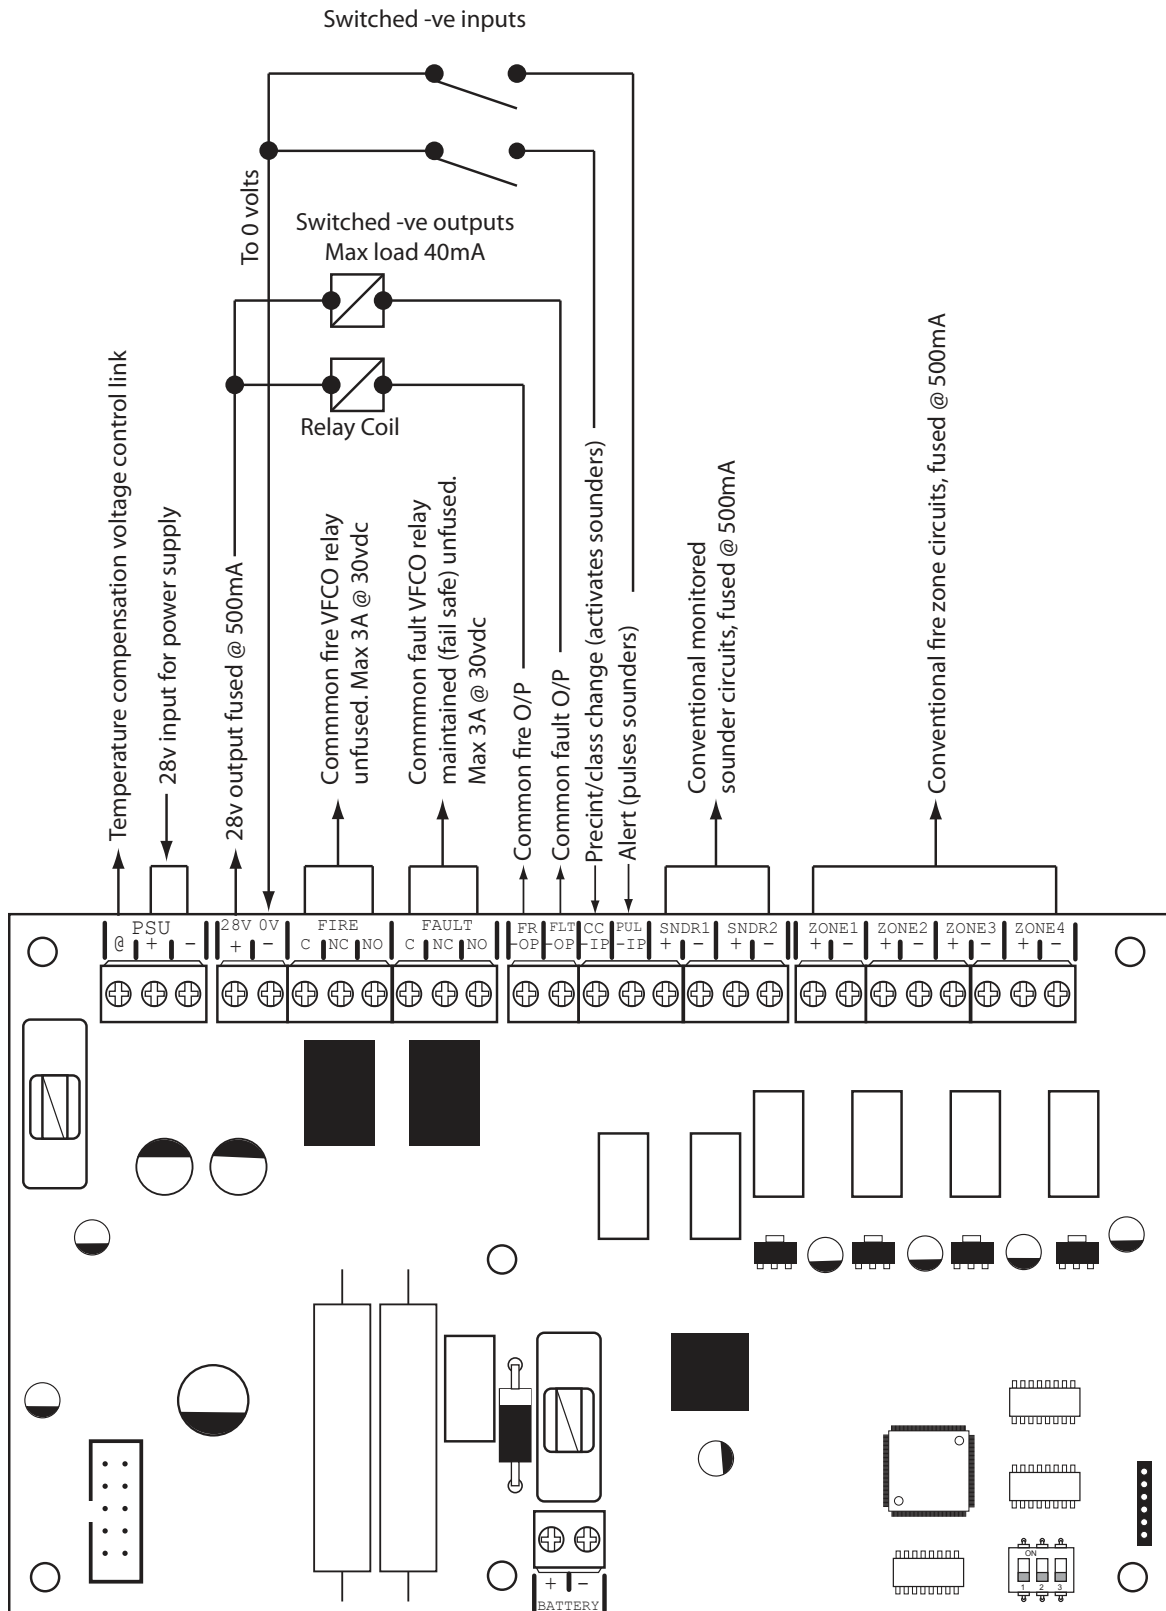 Switched -ve inputs
To 0 volts
Switched -ve outputs
Max load 40mA
Relay Coil
Temperature compensation voltage control link
28v input for power supply
28v output fused @ 500mA
Common fire VFCO relay
unfused. Max 3A @ 30vdc
Commmon fault VFCO relay
maintained (fail safe) unfused.
Max 3A @ 30vdc
Common fire O/P
Common fault O/P
Precint/class change (activates sounders)
Alert (pulses sounders)
Conventional monitored
sounder circuits, fused @ 500mA
Conventional fire zone circuits, fused @ 500mA
PSU 28V 0V FIRE FAULT FR FLT CC PUL SNDR1 SNDR2 ZONE1 ZONE2 ZONE3 ZONE4
@ + - + - C NC NO C NC NO -OP -OP -IP -IP + - + - + - + - + - + -
ON
1 2 3
+ -
BATTERY